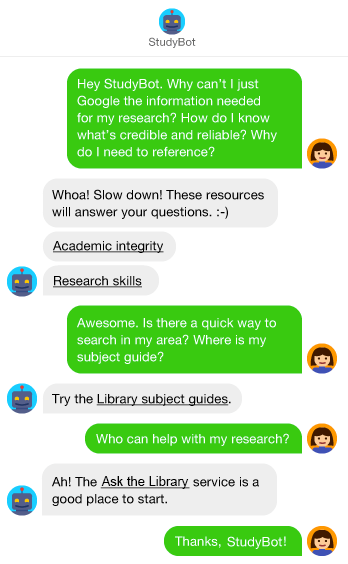 StudyBot
Hey StudyBot. Why can't I just
Google the information needed
for my research? How do I know
what's credible and reliable? Why
do I need to reference?
Whoa! Slow down! These resources
will answer your questions. :-)
Academic integrity
Research skills
Awesome. Is there a quick way to
search in my area? Where is my
subject guide?
Try the Library subject guides.
Who can help with my research?
Ah! The Ask the Library service is a
good place to start.
Thanks, StudyBot!